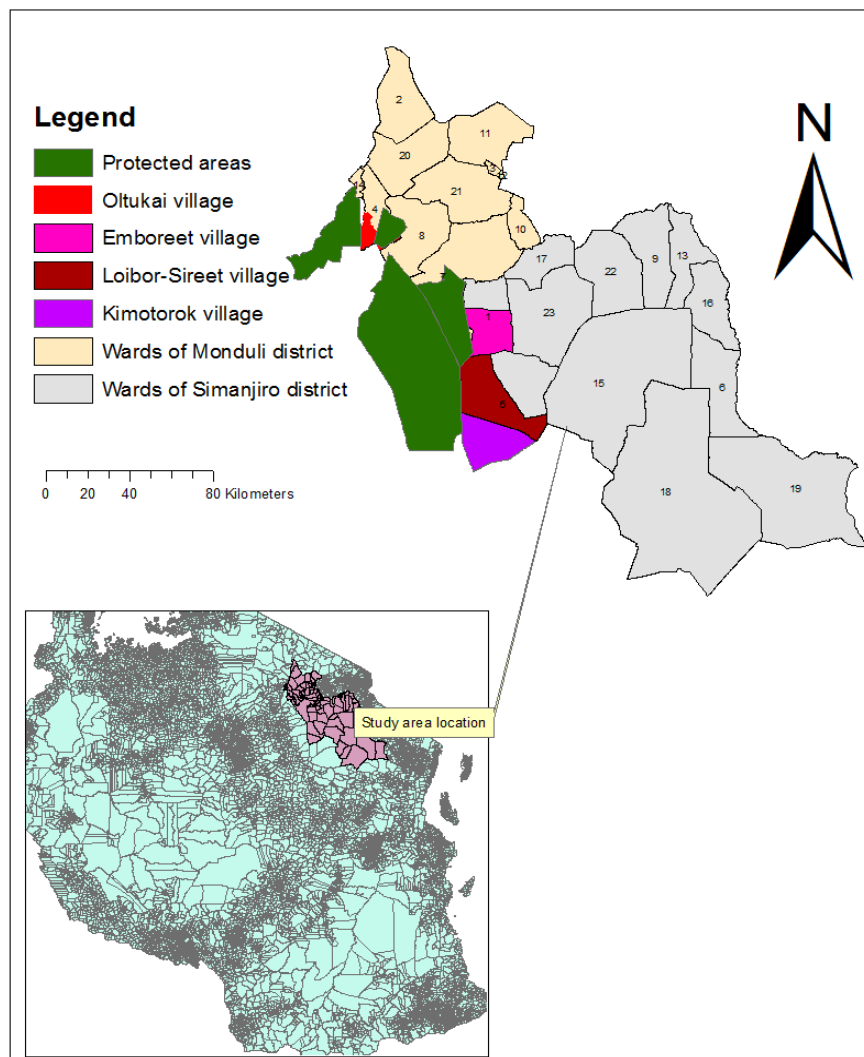 Legend
Protected areas
Oltukai village
Emboreet village
Loibor-Sireet village
Kimotorok village
Wards of Monduli district
Wards of Simanjiro district
0 20 40 80 Kilometers
N
2
11
20
3
21
4
8
10
17
22
9
13
16
1
23
15
6
18
19
Study area location